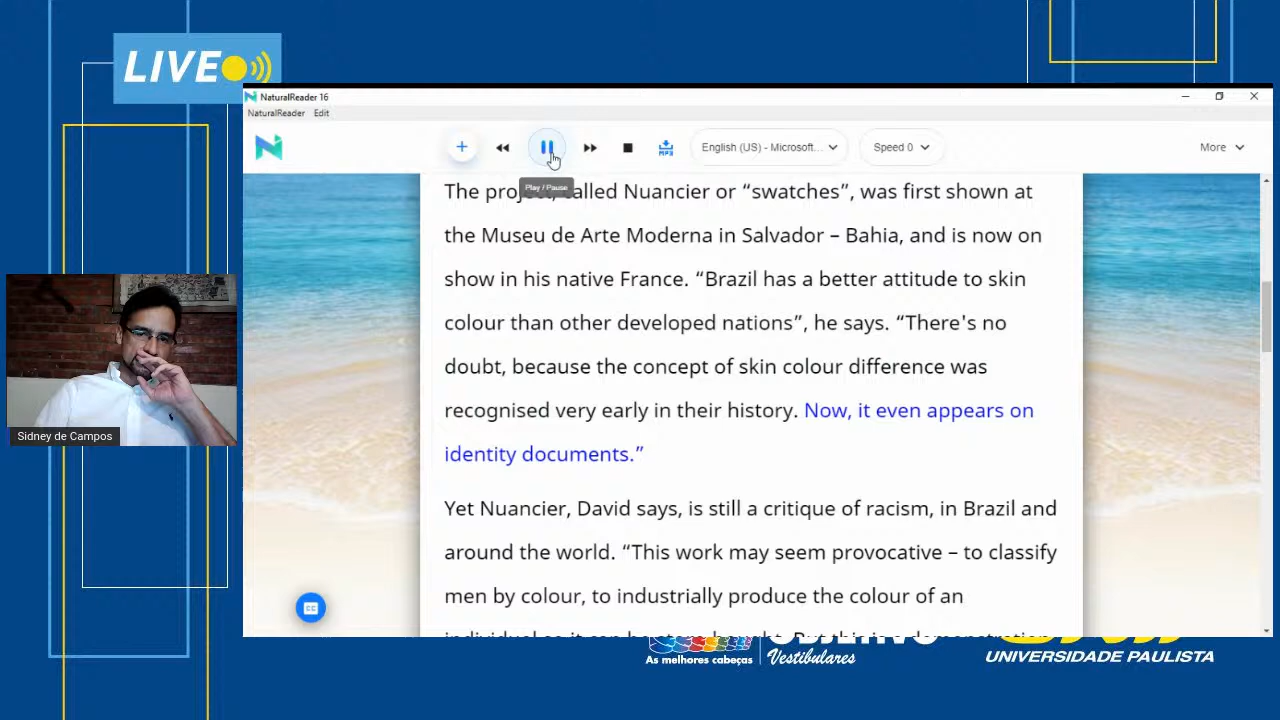 LIVE
NaturalReader 16
NaturalReader Edit
English (US) - Microsoft... Speed 0 More
Play / Pause
The project, called Nuancier or “swatches”, was first shown at
the Museu de Arte Moderna in Salvador – Bahia, and is now on
show in his native France. “Brazil has a better attitude to skin
colour than other developed nations”, he says. “There's no
doubt, because the concept of skin colour difference was
recognised very early in their history. Now, it even appears on
identity documents.”
Yet Nuancier, David says, is still a critique of racism, in Brazil and
around the world. “This work may seem provocative – to classify
men by colour, to industrially produce the colour of an
Sidney de Campos
CC
As melhores cabeças
Vestibulares
UNIVERSIDADE PAULISTA